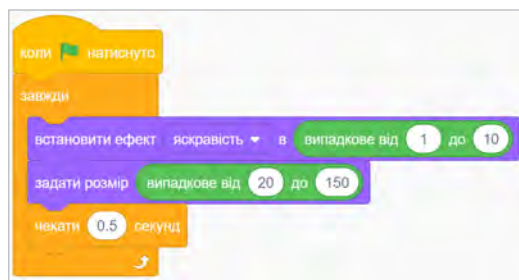 коли натиснуто
завжди
встановити ефект яскравість в випадкове від 1 до 10
задати розмір випадкове від 20 до 150
чекати 0.5 секунд